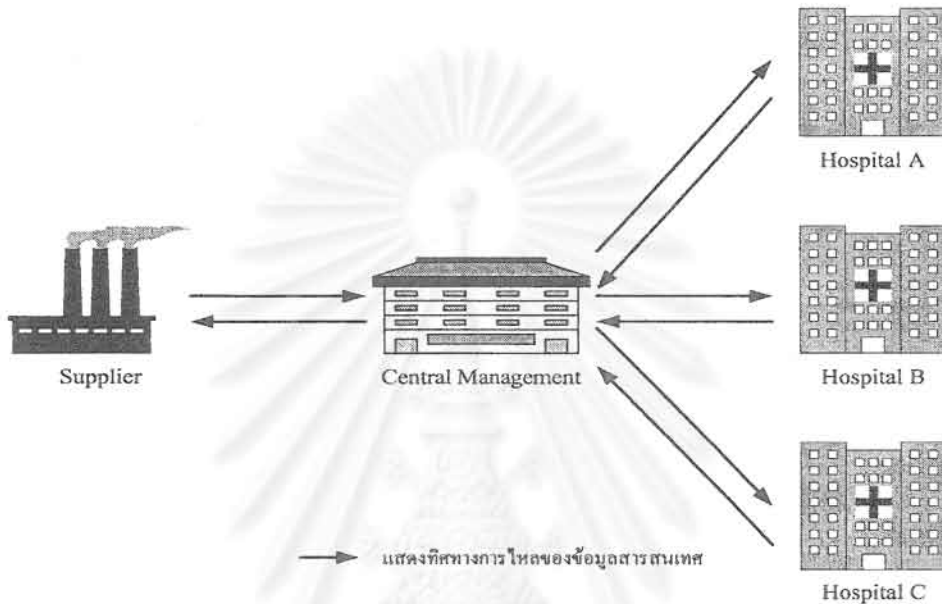 Hospital A
Supplier
Central Management
Hospital B
แสดงทิศทางการไหลของข้อมูลสารสนเทศ
Hospital C